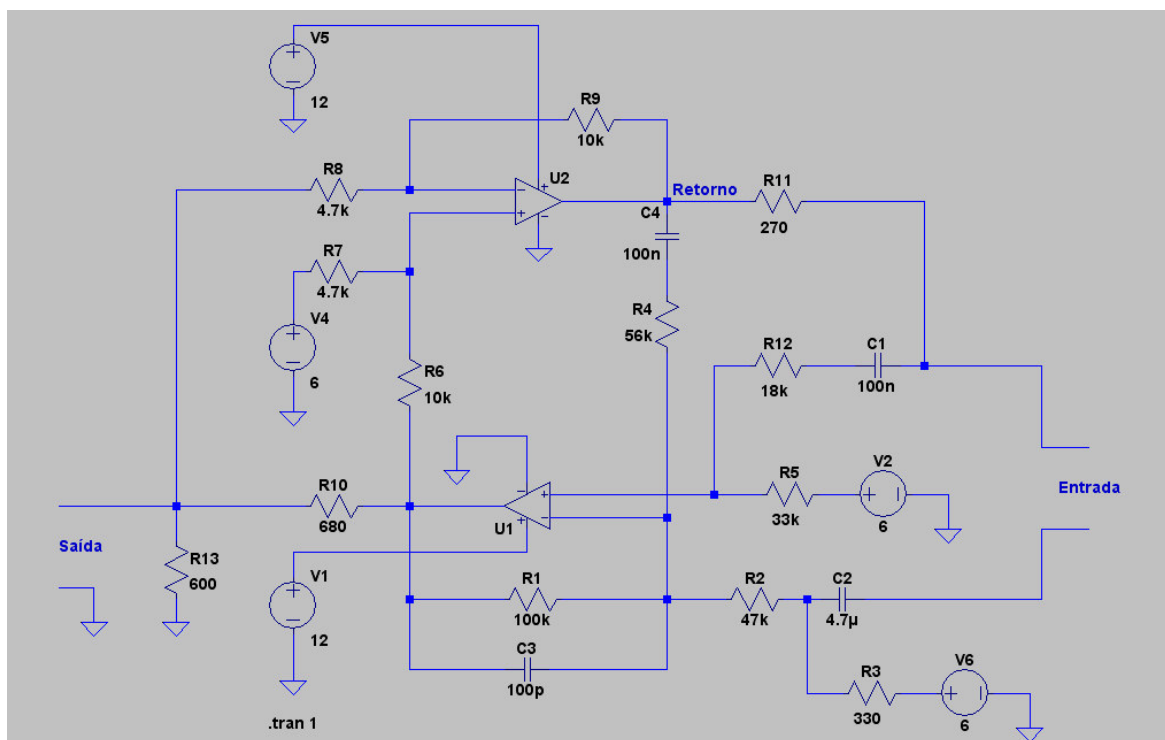 V5
12
R9
10k
R8
4.7k
U2
Retorno
R11
270
C4
100n
R7
4.7k
V4
6
R4
56k
R12
18k
C1
100n
R6
10k
R5
33k
V2
6
Entrada
R10
680
U1
Saída
R13
600
V1
12
R1
100k
R2
47k
C2
4.7µ
C3
100p
R3
330
V6
6
.tran 1